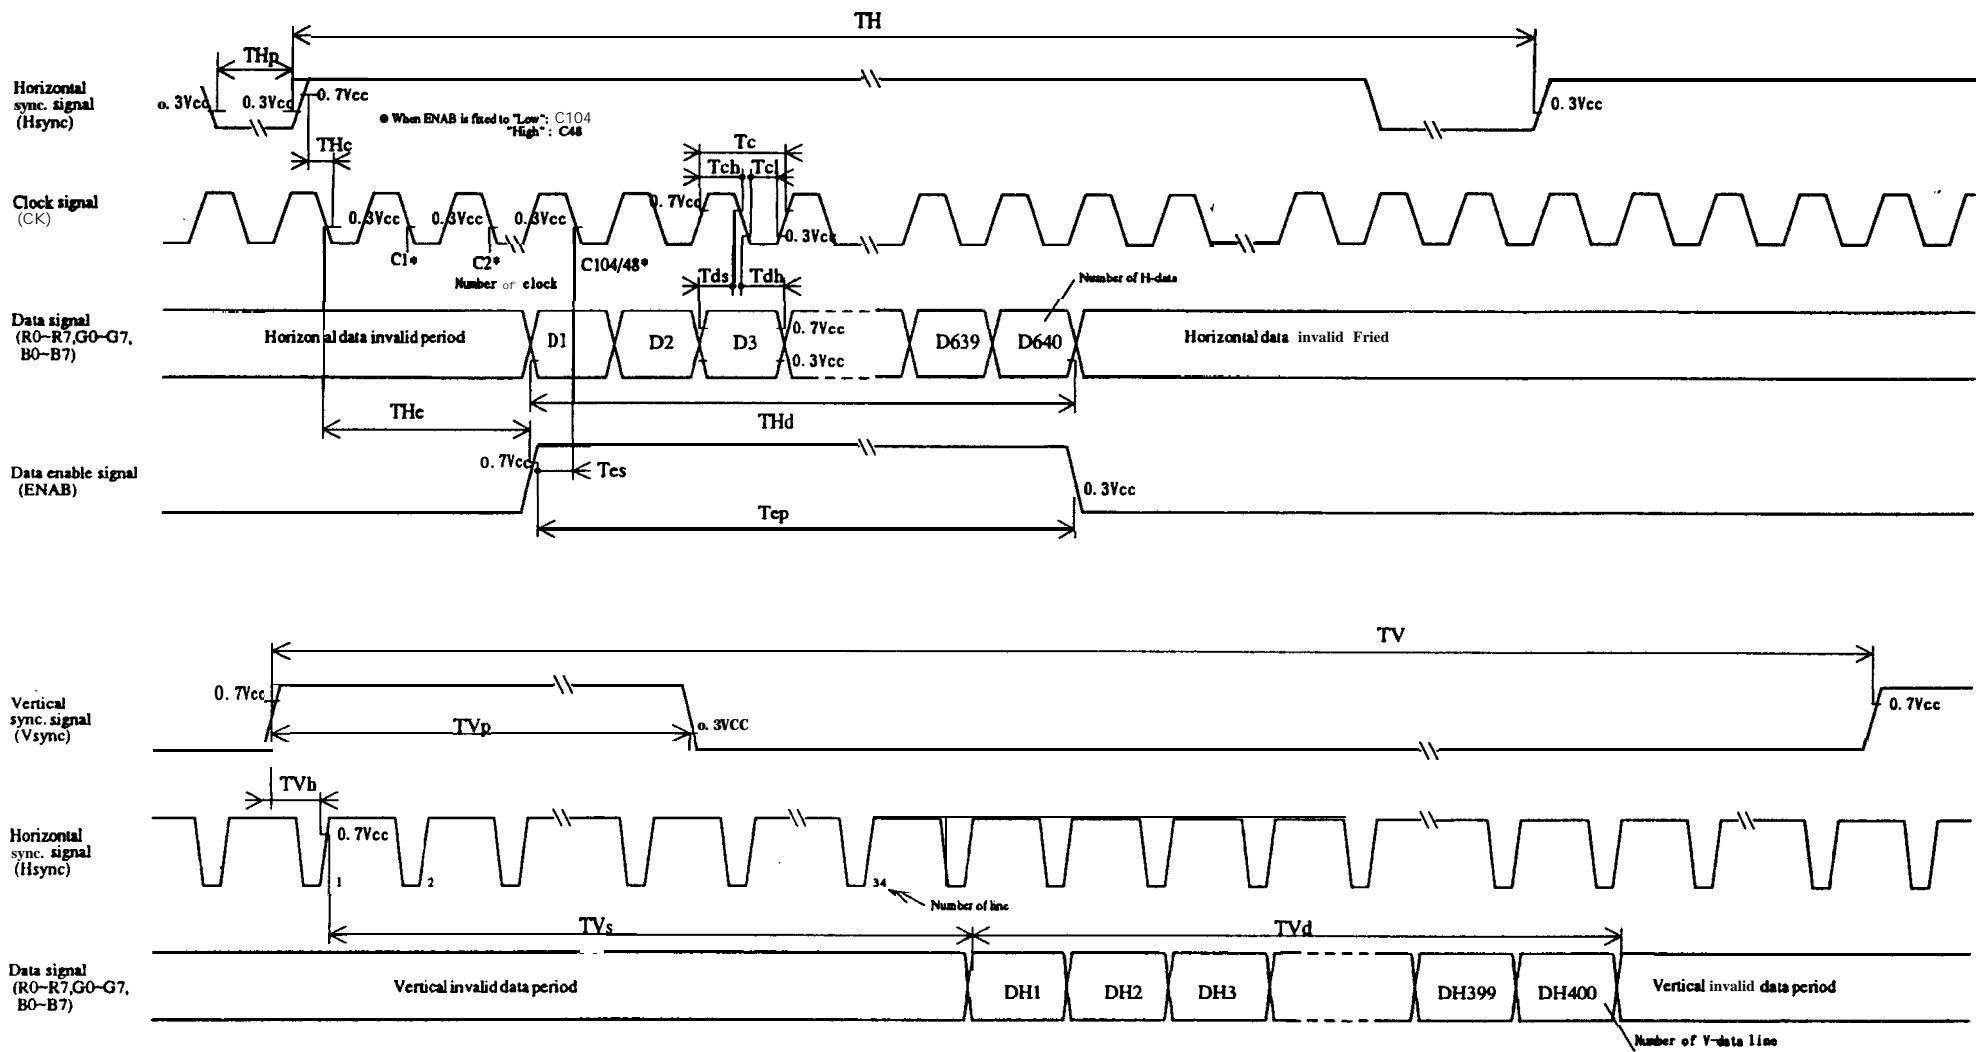 TH
THp
Horizontal
sync. signal
(Hsync)
o. 3Vcc
0.3Vcc
0.7Vcc
0.3Vcc
● When ENAB is fixed to "Low": C104
"High": C48
THc
Tc
Tch
Tcl
Clock signal
(CK)
0.3Vcc
0.3Vcc
0.3Vcc
0.7Vcc
0.3Vcc
C1*
C2*
C104/48*
Number of clock
Tds
Tdh
Number of H-data
Data signal
(R0~R7,G0~G7,
B0~B7)
Horizon al data invalid period
D1
D2
D3
0.7Vcc
0.3Vcc
D639
D640
Horizontal data invalid Fried
THe
THd
Data enable signal
(ENAB)
0.7Vcc
Tes
0.3Vcc
Tep
TV
Vertical
sync. signal
(Vsync)
0.7Vcc
TVp
o. 3VCC
0.7Vcc
TVh
Horizontal
sync. signal
(Hsync)
0.7Vcc
1
2
34
Number of line
TVs
TVd
Data signal
(R0~R7,G0~G7,
B0~B7)
Vertical invalid data period
DH1
DH2
DH3
DH399
DH400
Vertical invalid data period
Number of V-data line